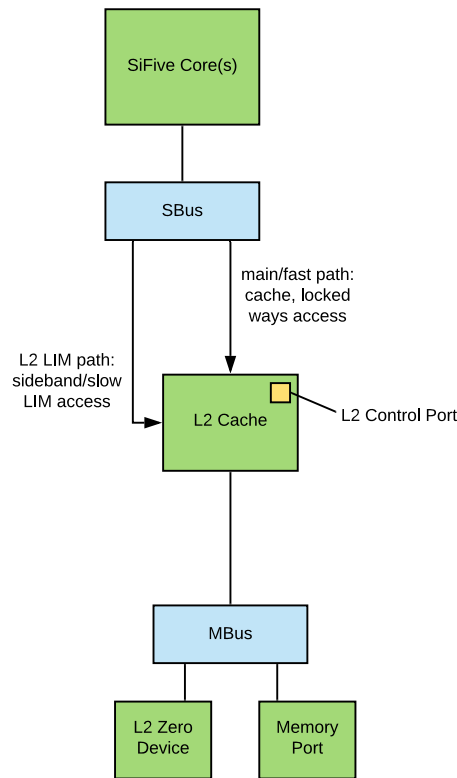 SiFive Core(s)
SBus
main/fast path:
cache, locked
ways access
L2 LIM path:
sideband/slow
LIM access
L2 Cache
L2 Control Port
MBus
L2 Zero
Device
Memory
Port